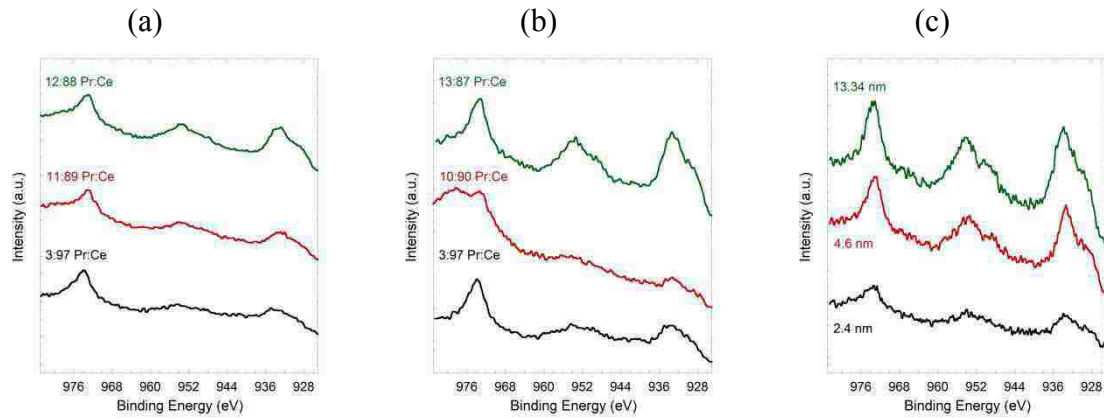 (a)
(b)
(c)
12:88 Pr:Ce
11:89 Pr:Ce
3:97 Pr:Ce
Intensity (a.u.)
976 968 960 952 944 936 928
Binding Energy (eV)
13:87 Pr:Ce
10:90 Pr:Ce
3:97 Pr:Ce
Intensity (a.u.)
976 968 960 952 944 936 928
Binding Energy (eV)
13.34 nm
4.6 nm
2.4 nm
Intensity (a.u.)
976 968 960 952 944 936 928
Binding Energy (eV)